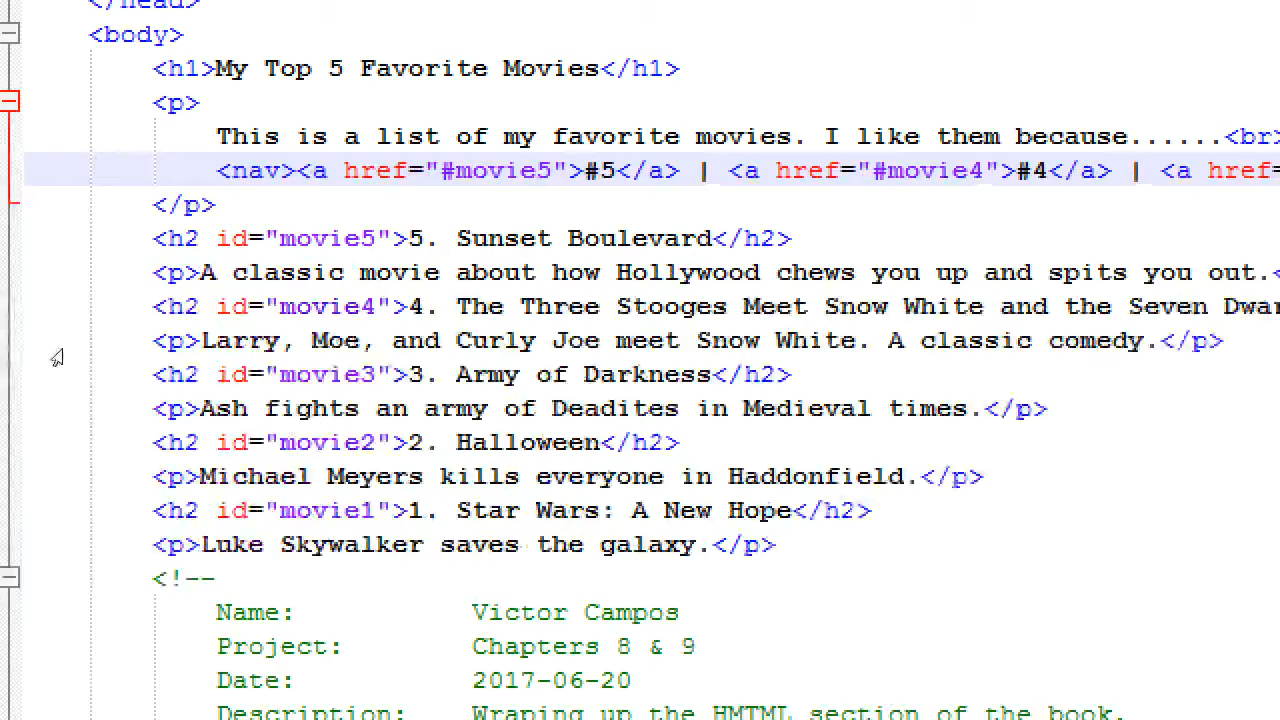 </head>
<body>
<h1>My Top 5 Favorite Movies</h1>
<p>
This is a list of my favorite movies. I like them because......<br>
<nav><a href="#movie5">#5</a> | <a href="#movie4">#4</a> | <a href=
</p>
<h2 id="movie5">5. Sunset Boulevard</h2>
<p>A classic movie about how Hollywood chews you up and spits you out.<
<h2 id="movie4">4. The Three Stooges Meet Snow White and the Seven Dwar
<p>Larry, Moe, and Curly Joe meet Snow White. A classic comedy.</p>
<h2 id="movie3">3. Army of Darkness</h2>
<p>Ash fights an army of Deadites in Medieval times.</p>
<h2 id="movie2">2. Halloween</h2>
<p>Michael Meyers kills everyone in Haddonfield.</p>
<h2 id="movie1">1. Star Wars: A New Hope</h2>
<p>Luke Skywalker saves the galaxy.</p>
<!--
Name: Victor Campos
Project: Chapters 8 & 9
Date: 2017-06-20
Description: Wraping up the HMTML section of the book.